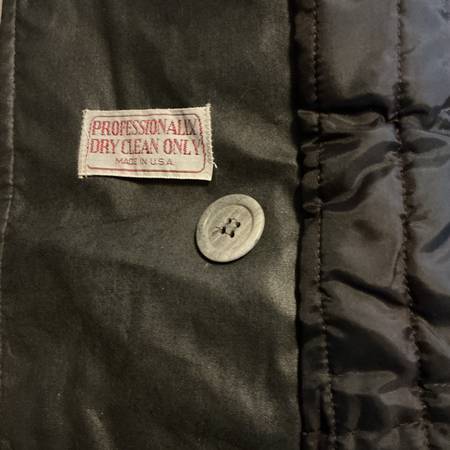 PROFESSIONALLY
DRY CLEAN ONLY
MADE IN U.S.A.